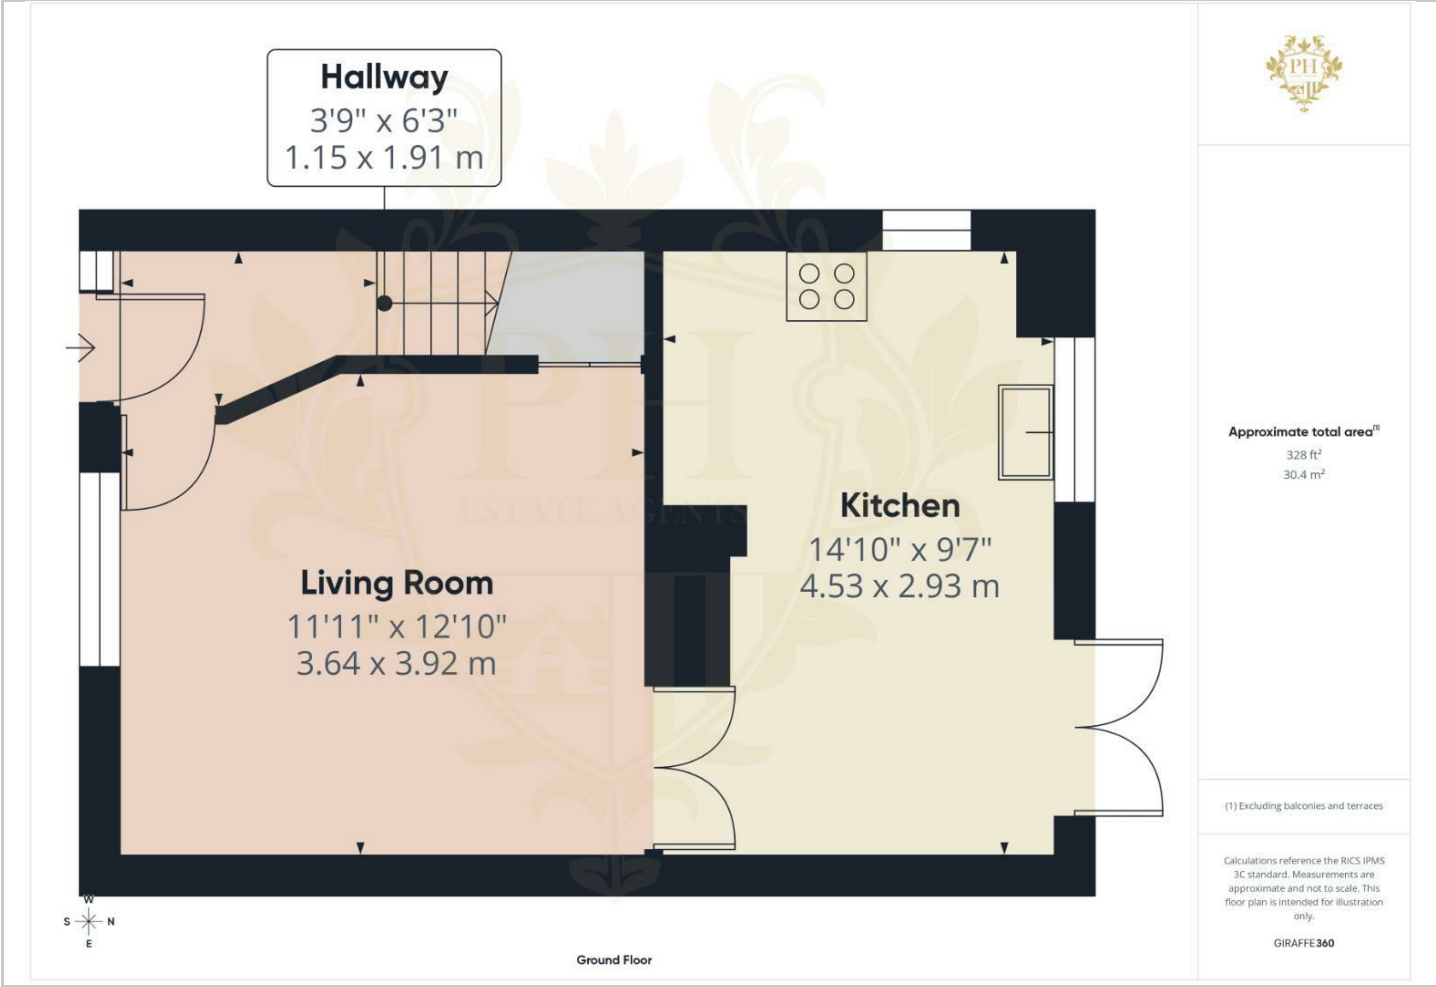 Hallway
3'9" x 6'3"
1.15 x 1.91 m
PH
ESTATE AGENTS
Living Room
11'11" x 12'10"
3.64 x 3.92 m
Kitchen
14'10" x 9'7"
4.53 x 2.93 m
W
S N
E
Ground Floor
PH
Approximate total area(1)
328 ft²
30.4 m²
(1) Excluding balconies and terraces
Calculations reference the RICS IPMS
3C standard. Measurements are
approximate and not to scale. This
floor plan is intended for illustration
only.
GIRAFFE360